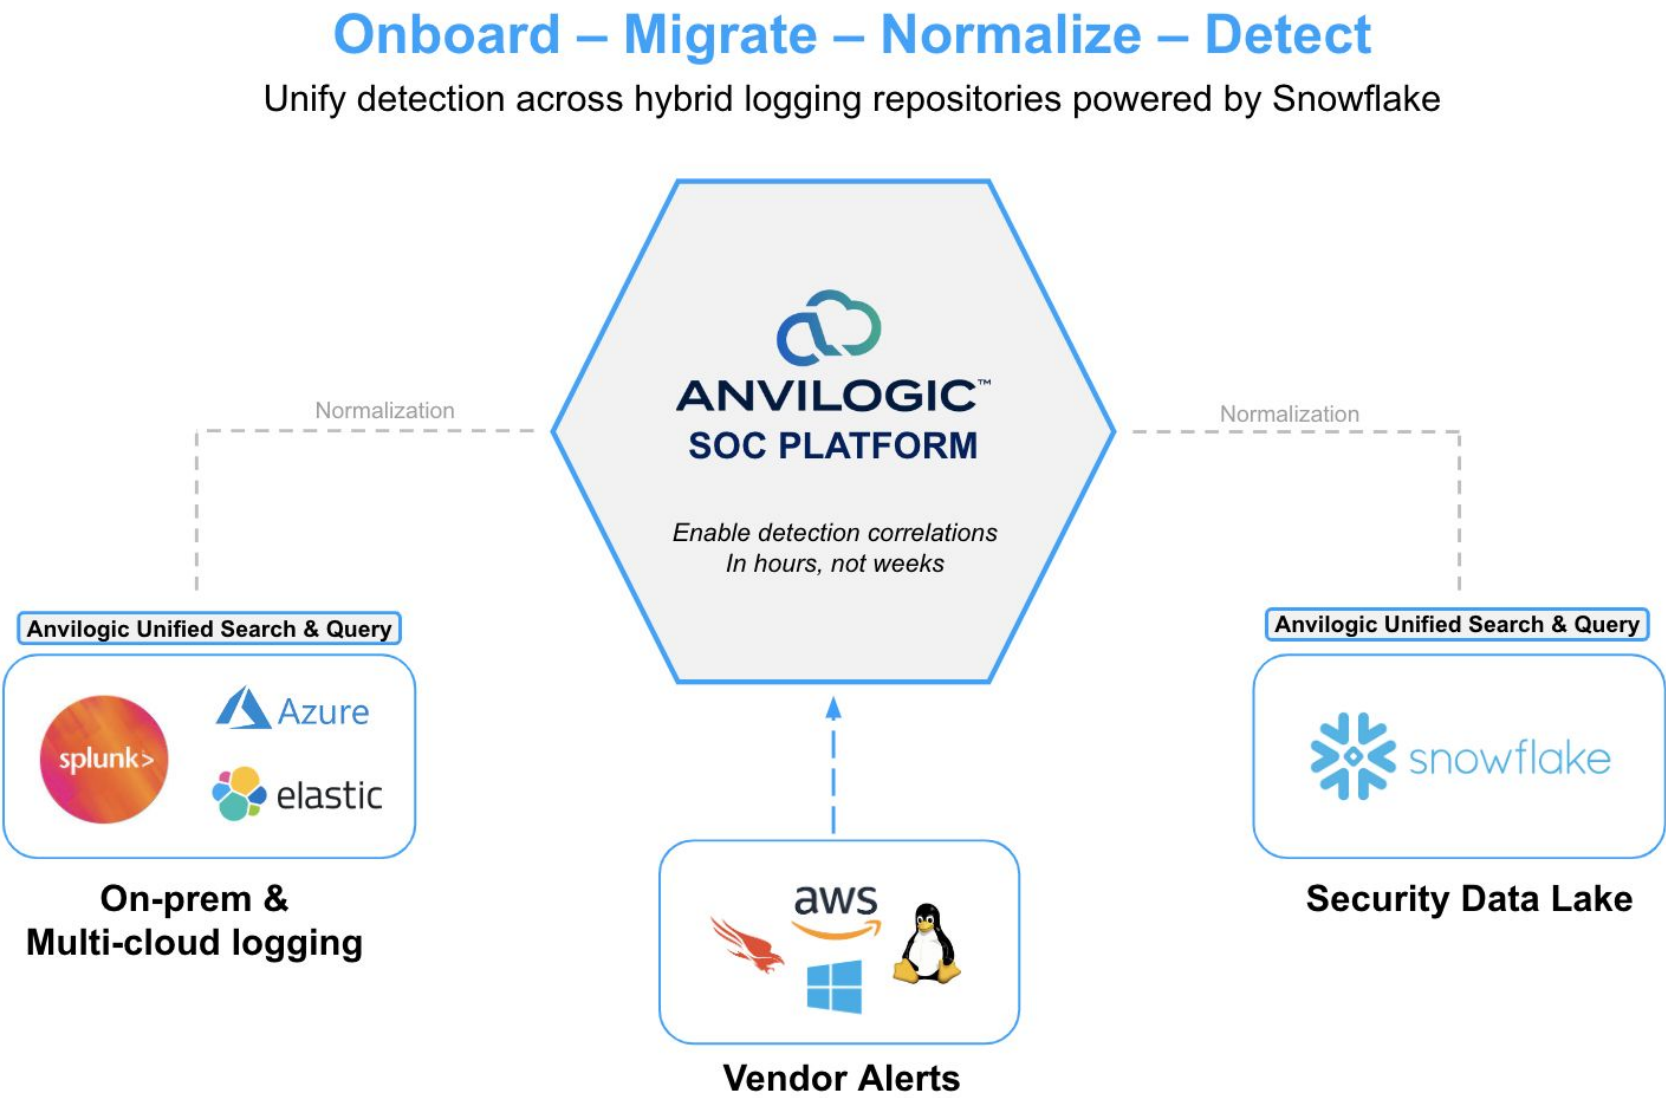 Onboard – Migrate – Normalize – Detect
Unify detection across hybrid logging repositories powered by Snowflake
ANVILOGIC™
SOC PLATFORM
Enable detection correlations
In hours, not weeks
Normalization
Normalization
Anvilogic Unified Search & Query
splunk>
Azure
elastic
On-prem &
Multi-cloud logging
aws
Vendor Alerts
Anvilogic Unified Search & Query
snowflake
Security Data Lake